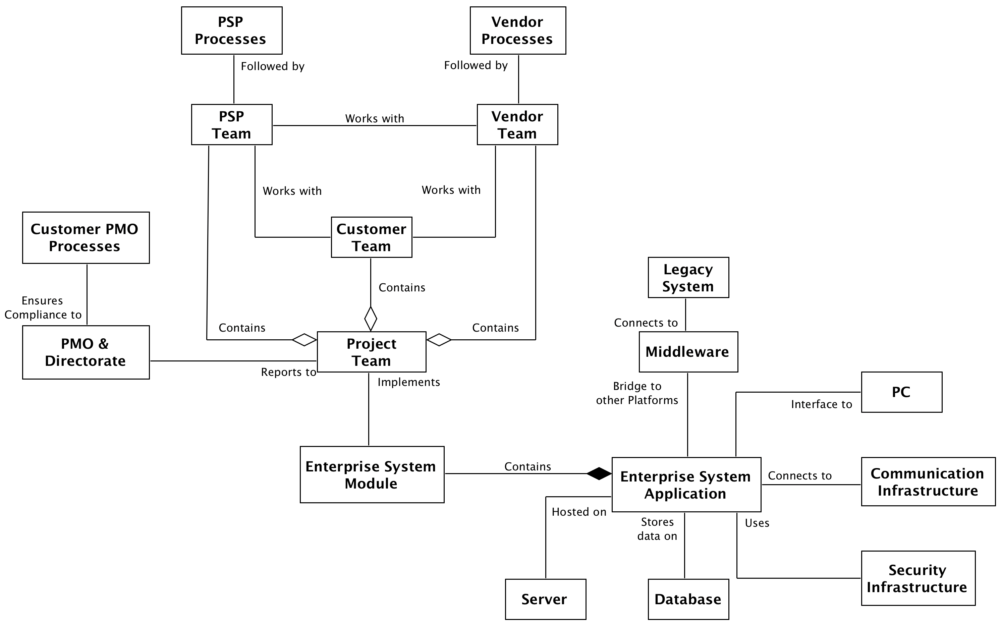 PSP
Processes
Vendor
Processes
Followed by
Followed by
PSP
Team
Works with
Vendor
Team
Works with
Works with
Customer PMO
Processes
Customer
Team
Legacy
System
Contains
Ensures
Compliance to
Connects to
Contains
Contains
PMO &
Directorate
Project
Team
Middleware
Reports to
Implements
Bridge to
other Platforms
PC
Interface to
Enterprise System
Module
Contains
Enterprise System
Application
Connects to
Communication
Infrastructure
Hosted on
Stores
data on
Uses
Security
Infrastructure
Server
Database